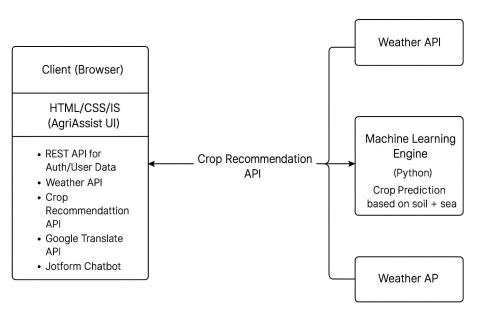 Client (Browser)
HTML/CSS/IS
(AgriAssist UI)
• REST API for
Auth/User Data
• Weather API
• Crop
Recommendattion
API
• Google Translate
API
• Jotform Chatbot
Crop Recommendation
API
Weather API
Machine Learning
Engine
(Python)
Crop Prediction
based on soil + sea
Weather AP